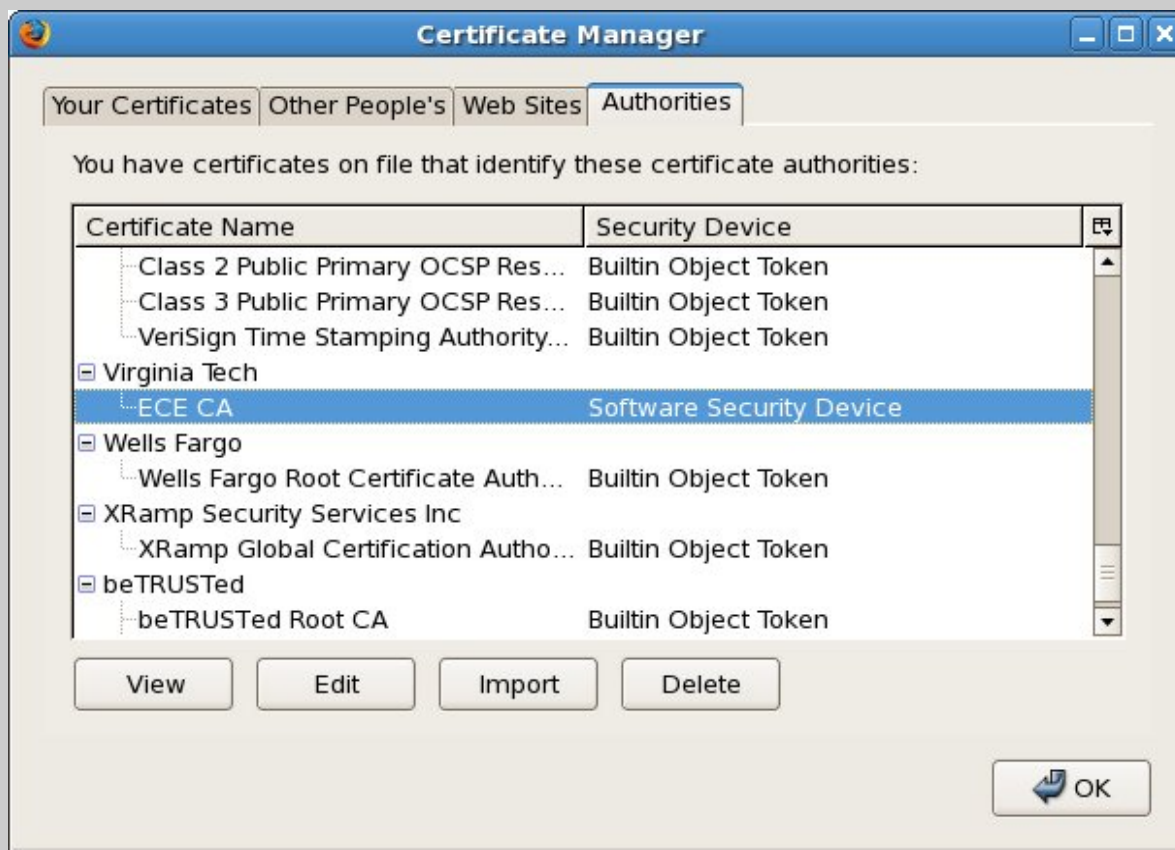 Certificate Manager
Your Certificates Other People's Web Sites Authorities
You have certificates on file that identify these certificate authorities:
Certificate Name Security Device
Class 2 Public Primary OCSP Res... Builtin Object Token
Class 3 Public Primary OCSP Res... Builtin Object Token
VeriSign Time Stamping Authority... Builtin Object Token
Virginia Tech
ECE CA Software Security Device
Wells Fargo
Wells Fargo Root Certificate Auth... Builtin Object Token
XRamp Security Services Inc
XRamp Global Certification Autho... Builtin Object Token
beTRUSTed
beTRUSTed Root CA Builtin Object Token
View Edit Import Delete
OK